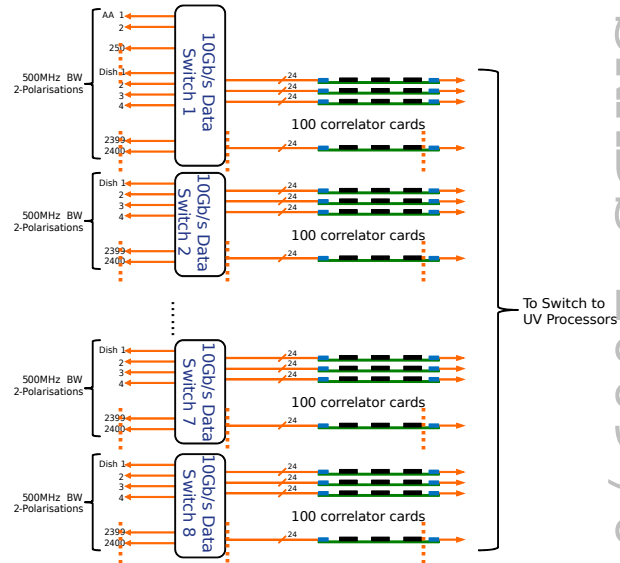 AA 1
2
250
Dish 1
2
3
4
2399
2400
500MHz BW
2-Polarisations
10Gb/s Data
Switch 1
24
24
24
100 correlator cards
24
Dish 1
2
3
4
2399
2400
500MHz BW
2-Polarisations
10Gb/s Data
Switch 2
24
24
24
100 correlator cards
24
To Switch to
UV Processors
Dish 1
2
3
4
2399
2400
500MHz BW
2-Polarisations
10Gb/s Data
Switch 7
24
24
24
100 correlator cards
24
Dish 1
2
3
4
2399
2400
500MHz BW
2-Polarisations
10Gb/s Data
Switch 8
24
24
24
100 correlator cards
24